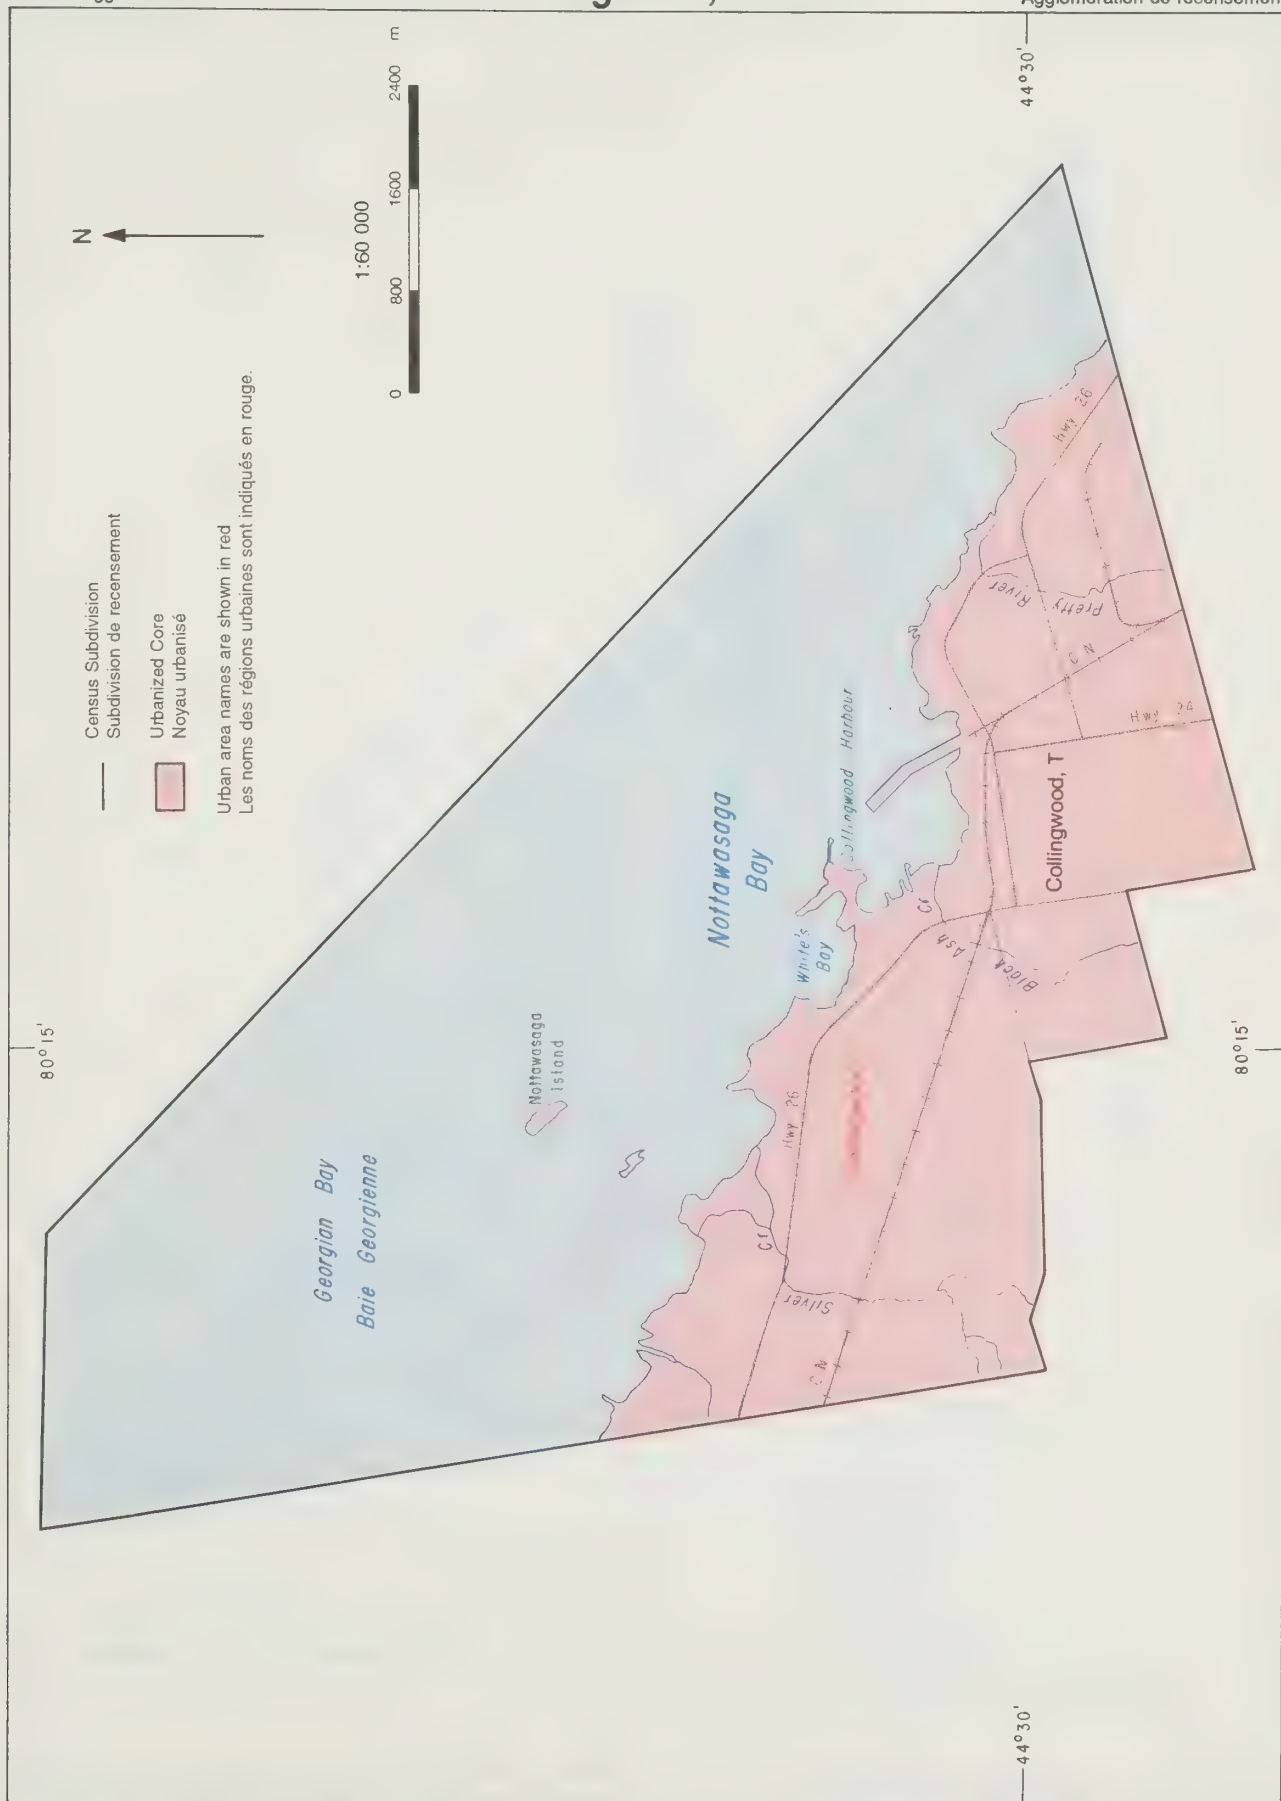 Agglomération de recensement
80°15'
44°30'
N
1:60 000
0 800 1600 2400 m
Census Subdivision
Subdivision de recensement
Urbanized Core
Noyau urbanisé
Urban area names are shown in red
Les noms des régions urbaines sont indiqués en rouge.
Georgian Bay
Baie Georgienne
Nottawasaga
Island
Nottawasaga
Bay
White's
Bay
Collingwood Harbour
Hwy 26
Cr
Silver
C N
Cr
Ash
Black
Collingwood, T
Hwy
C N
River
Pretty
Hwy 26
44°30'
80°15'